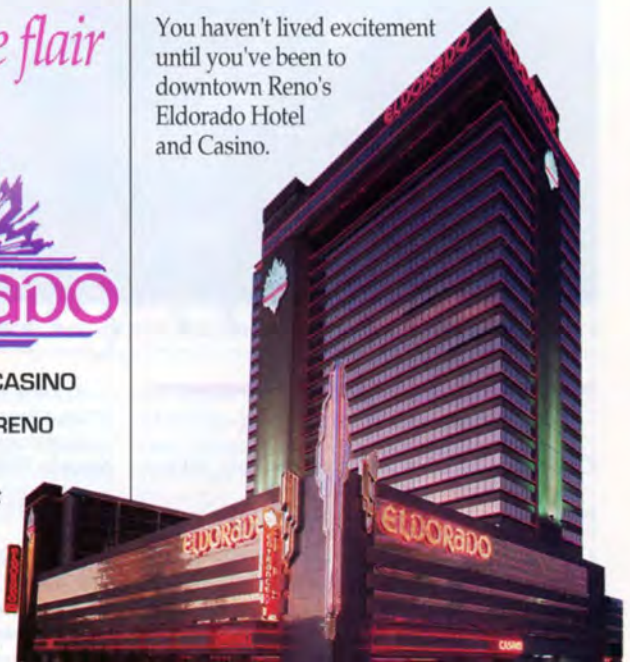 e flair
ADO
CASINO
RENO
You haven't lived excitement
until you've been to
downtown Reno's
Eldorado Hotel
and Casino.
ELDORADO
ELDORADO
ELDORADO
CASINO